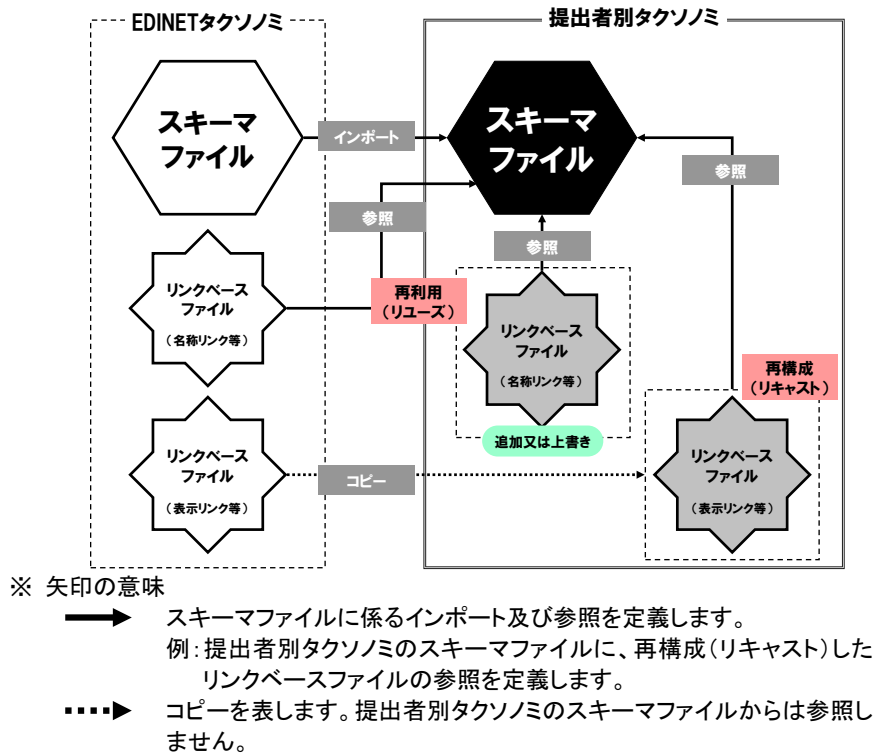 EDINETタクソノミ
提出者別タクソノミ
スキーマ
ファイル
インポート
スキーマ
ファイル
参照
参照
参照
リンクベース
ファイル
(名称リンク等)
再利用
(リユーズ)
リンクベース
ファイル
(名称リンク等)
追加又は上書き
再構成
(リキャスト)
リンクベース
ファイル
(表示リンク等)
コピー
リンクベース
ファイル
(表示リンク等)
※ 矢印の意味
スキーマファイルに係るインポート及び参照を定義します。
例:提出者別タクソノミのスキーマファイルに、再構成(リキャスト)した
リンクベースファイルの参照を定義します。
コピーを表します。提出者別タクソノミのスキーマファイルからは参照し
ません。